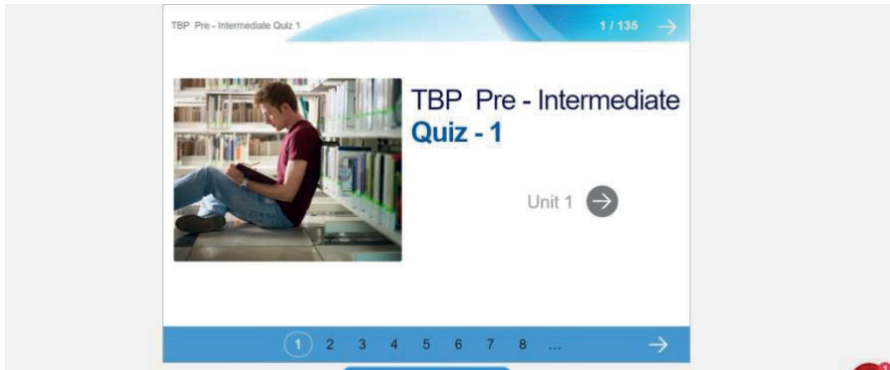 TBP Pre - Intermediate Quiz 1
1 / 135
TBP Pre - Intermediate
Quiz - 1
Unit 1
1 2 3 4 5 6 7 8 ...
1